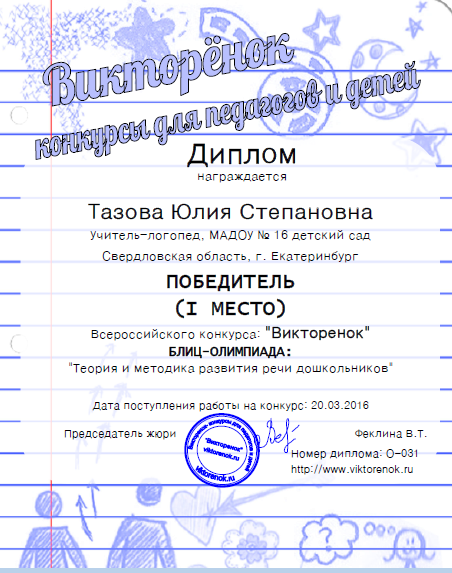 Викторёнок
конкурсы для педагогов и детей
Диплом
награждается
Тазова Юлия Степановна
Учитель-логопед, МАДОУ № 16 детский сад
Свердловская область, г. Екатеринбург
ПОБЕДИТЕЛЬ
(I МЕСТО)
Всероссийского конкурса: "Викторенок"
БЛИЦ-ОЛИМПИАДА:
"Теория и методика развития речи дошкольников"
Дата поступления работы на конкурс: 20.03.2016
Председатель жюри Феклина В.Т.
"Викторенок"
viktorenok.ru
viktorenok.ru
Номер диплома: О-031
http://www.viktorenok.ru